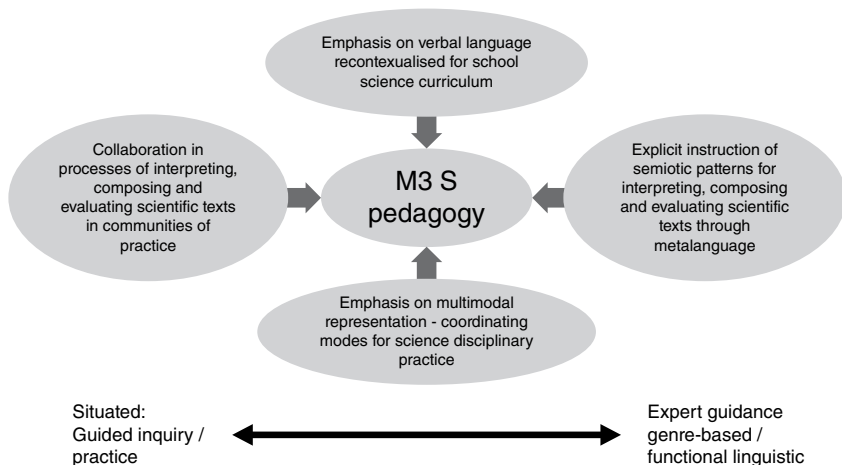 Emphasis on verbal language
recontexualised for school
science curriculum
Collaboration in
processes of interpreting,
composing and
evaluating scientific texts
in communities of
practice
M3 S
pedagogy
Explicit instruction of
semiotic patterns for
interpreting, composing
and evaluating scientific
texts through
metalanguage
Emphasis on multimodal
representation - coordinating
modes for science disciplinary
practice
Situated:
Guided inquiry /
practice
Expert guidance
genre-based /
functional linguistic